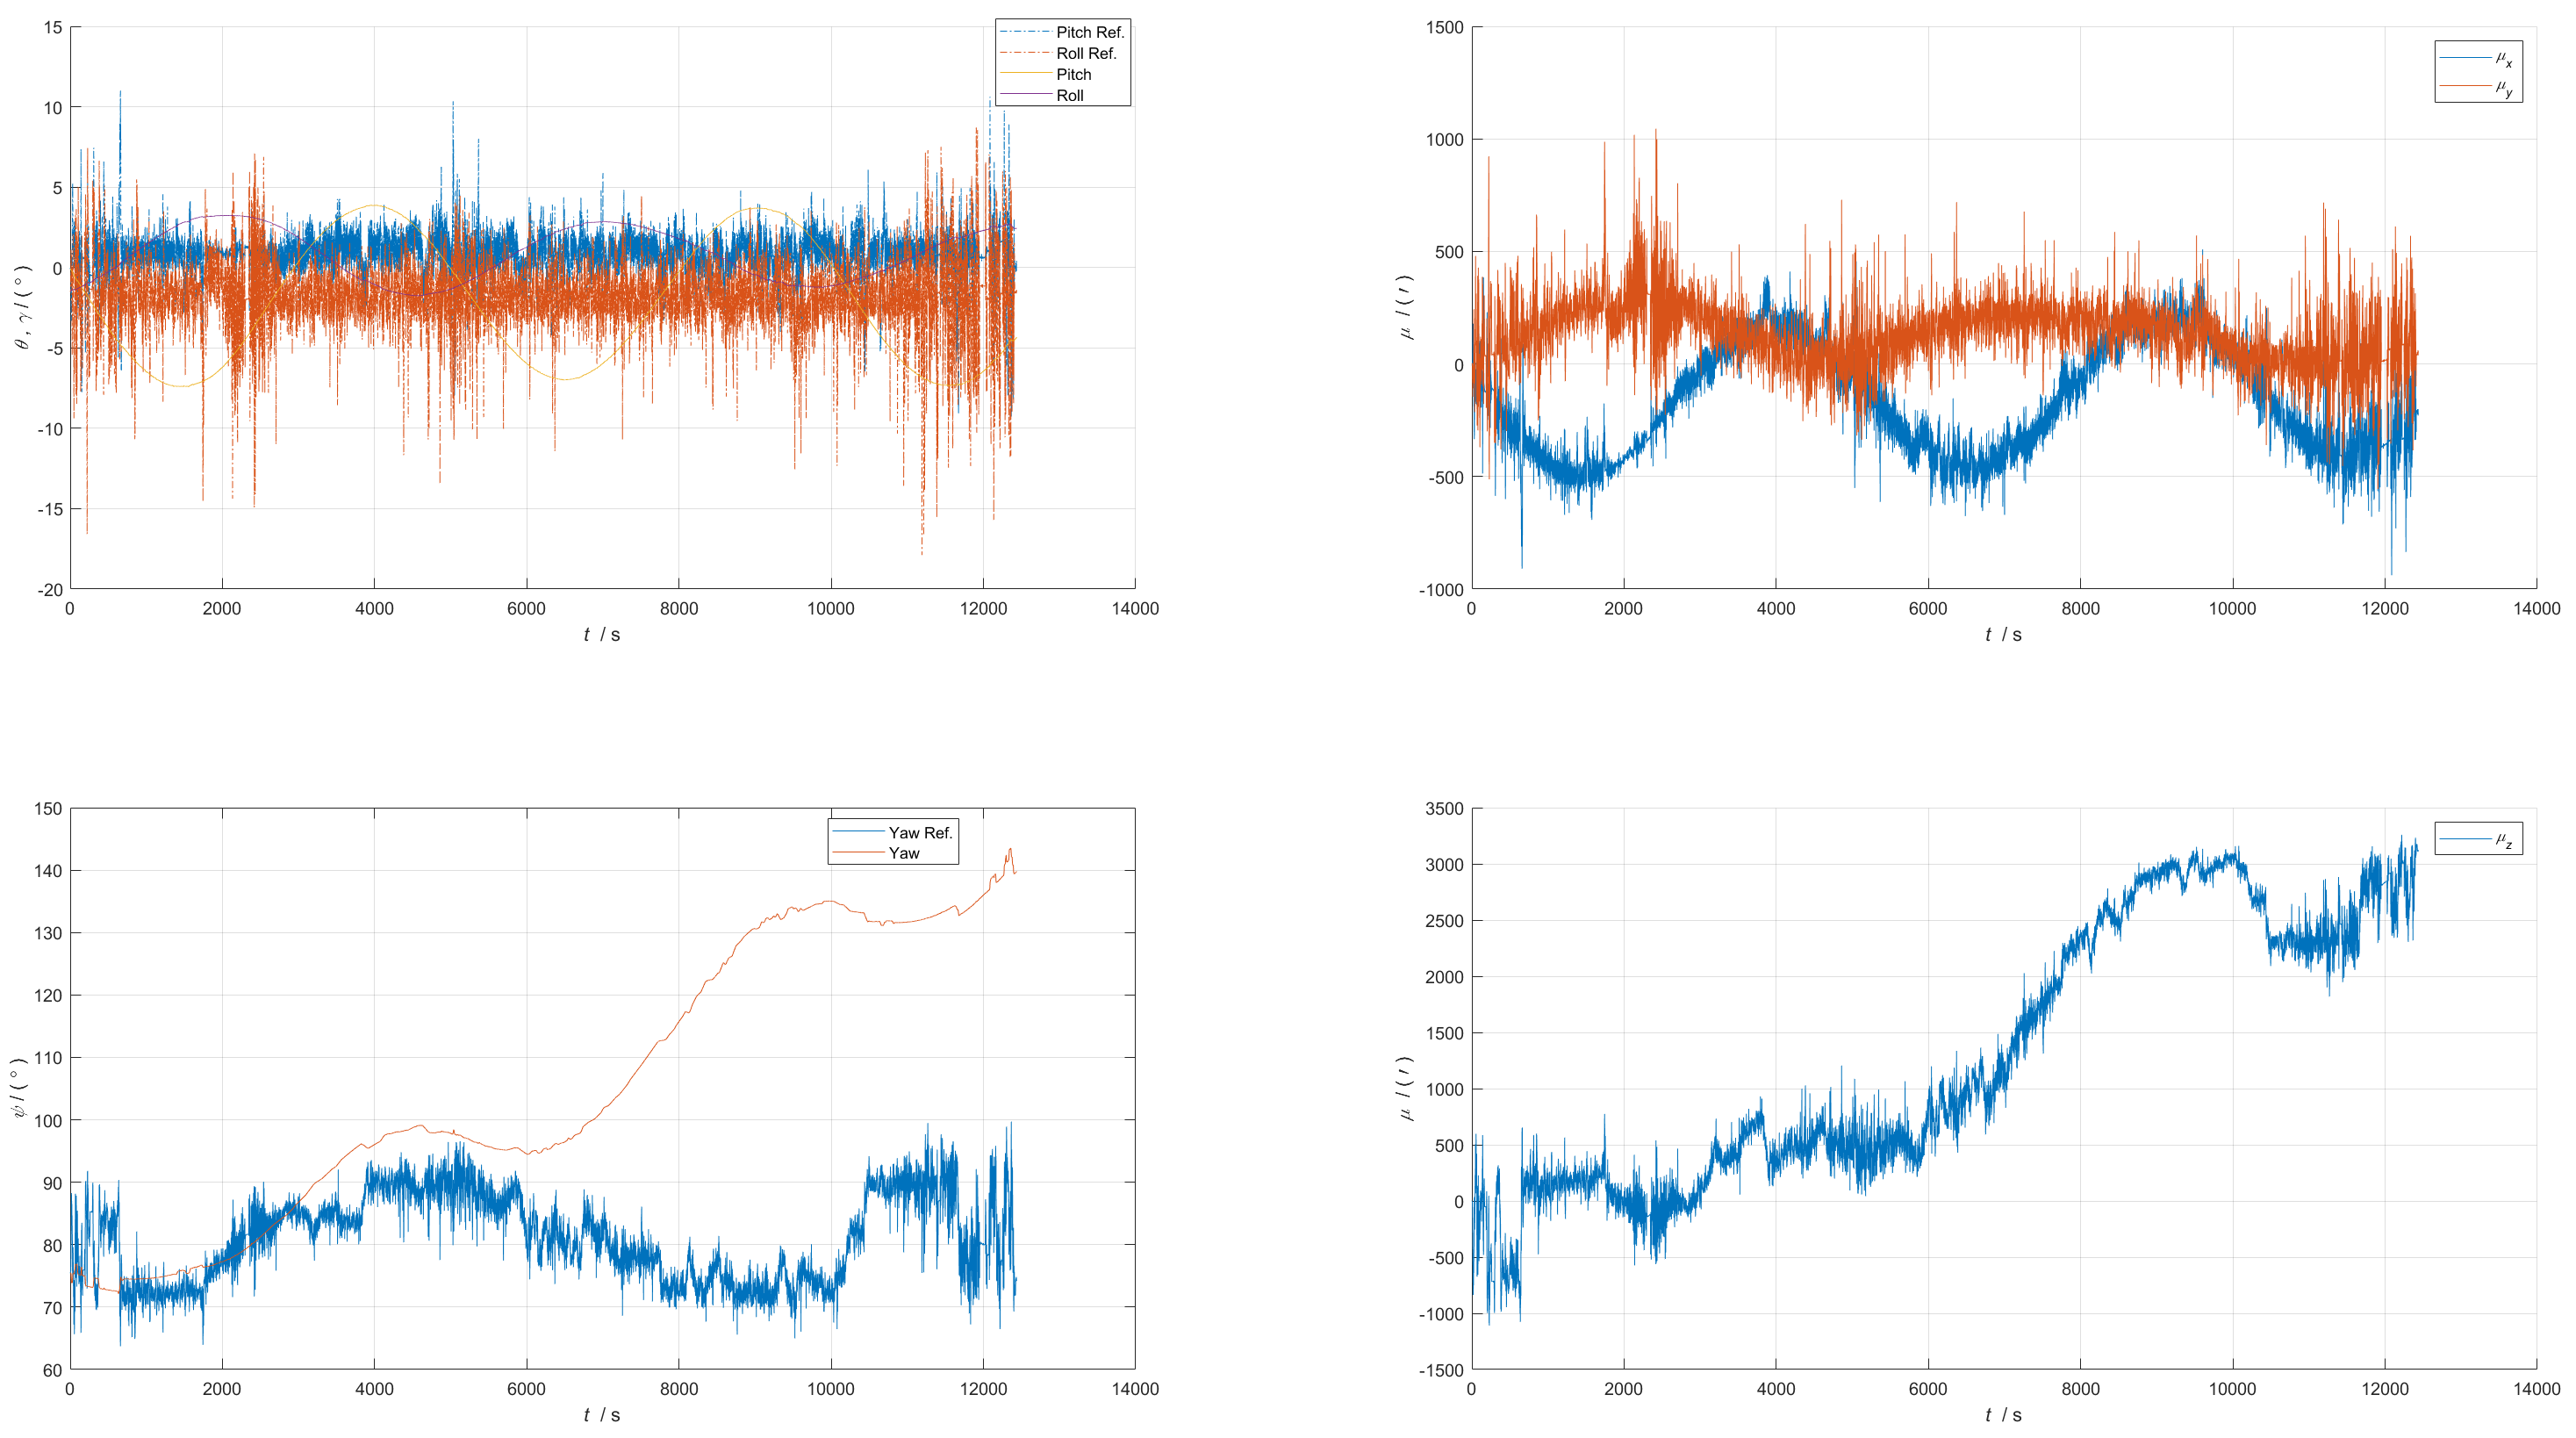 15
10
5
0
-5
-10
-15
-20
0 2000 4000 6000 8000 10000 12000 14000
t / s
θ , γ / ( ° )
Pitch Ref.
Roll Ref.
Pitch
Roll
1500
1000
500
0
-500
-1000
0 2000 4000 6000 8000 10000 12000 14000
t / s
μ / ( ′ )
μx
μy
150
140
130
120
110
100
90
80
70
60
0 2000 4000 6000 8000 10000 12000 14000
t / s
ψ / ( ° )
Yaw Ref.
Yaw
3500
3000
2500
2000
1500
1000
500
0
-500
-1000
-1500
0 2000 4000 6000 8000 10000 12000 14000
t / s
μ / ( ′ )
μz